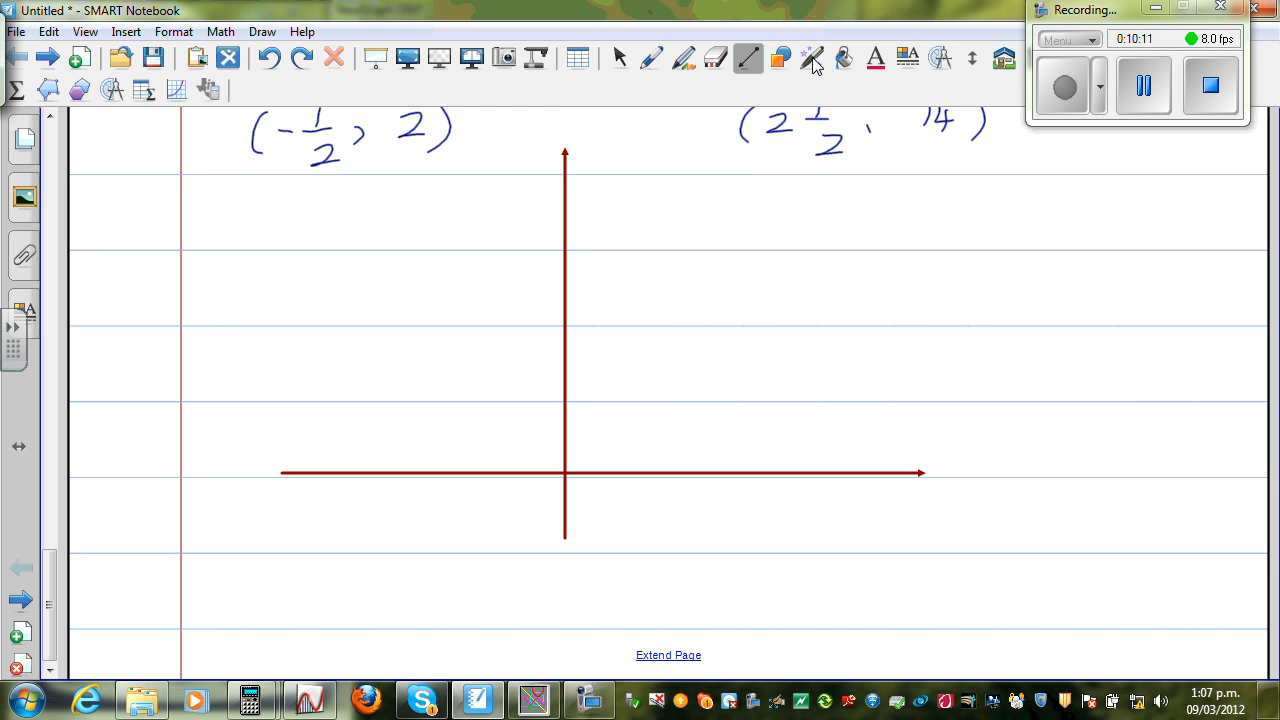 Untitled * - SMART Notebook
File Edit View Insert Format Math Draw Help
Recording...
Menu 0:10:11 8.0 fps
(-1/2, 2) (2 1/2, 14)
Extend Page
1:07 p.m.
09/03/2012